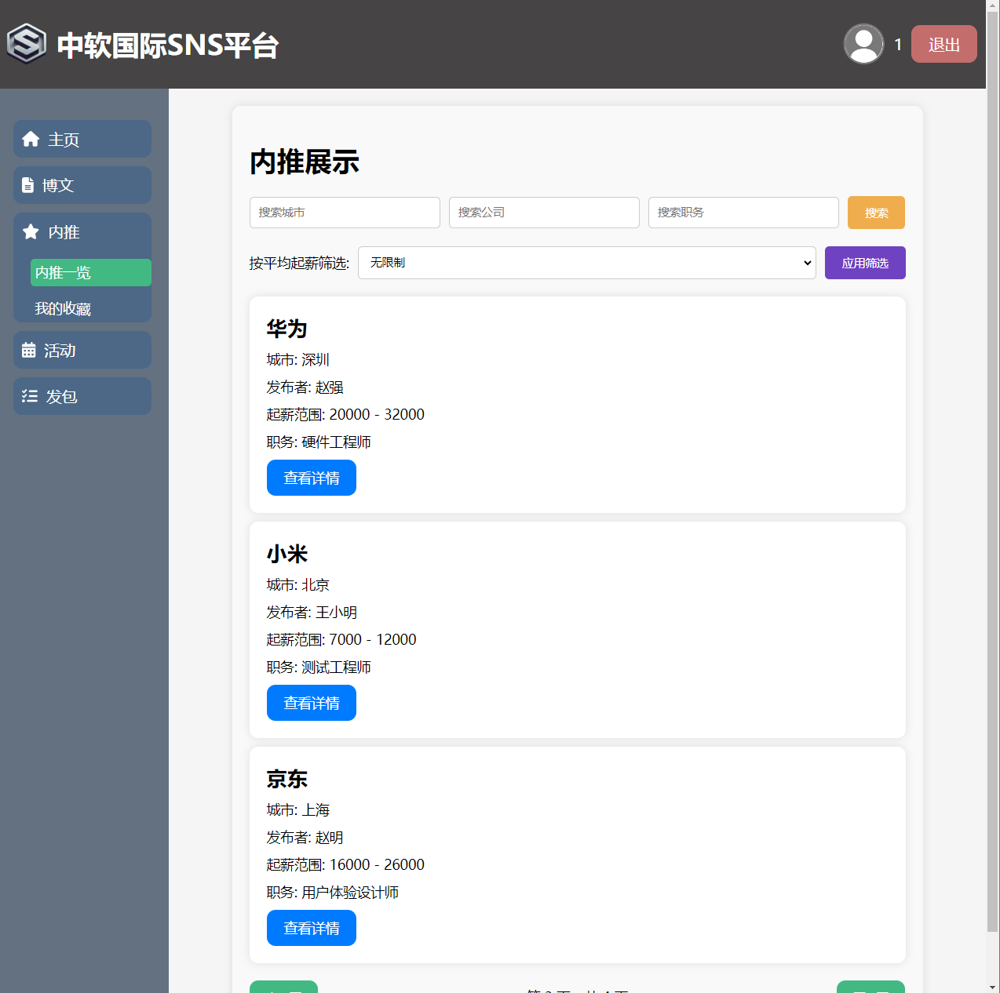 中软国际SNS平台
1
退出
主页
博文
内推
内推一览
我的收藏
活动
发包
内推展示
搜索城市
搜索公司
搜索职务
搜索
按平均起薪筛选:
无限制
应用筛选
华为
城市: 深圳
发布者: 赵强
起薪范围: 20000 - 32000
职务: 硬件工程师
查看详情
小米
城市: 北京
发布者: 王小明
起薪范围: 7000 - 12000
职务: 测试工程师
查看详情
京东
城市: 上海
发布者: 赵明
起薪范围: 16000 - 26000
职务: 用户体验设计师
查看详情